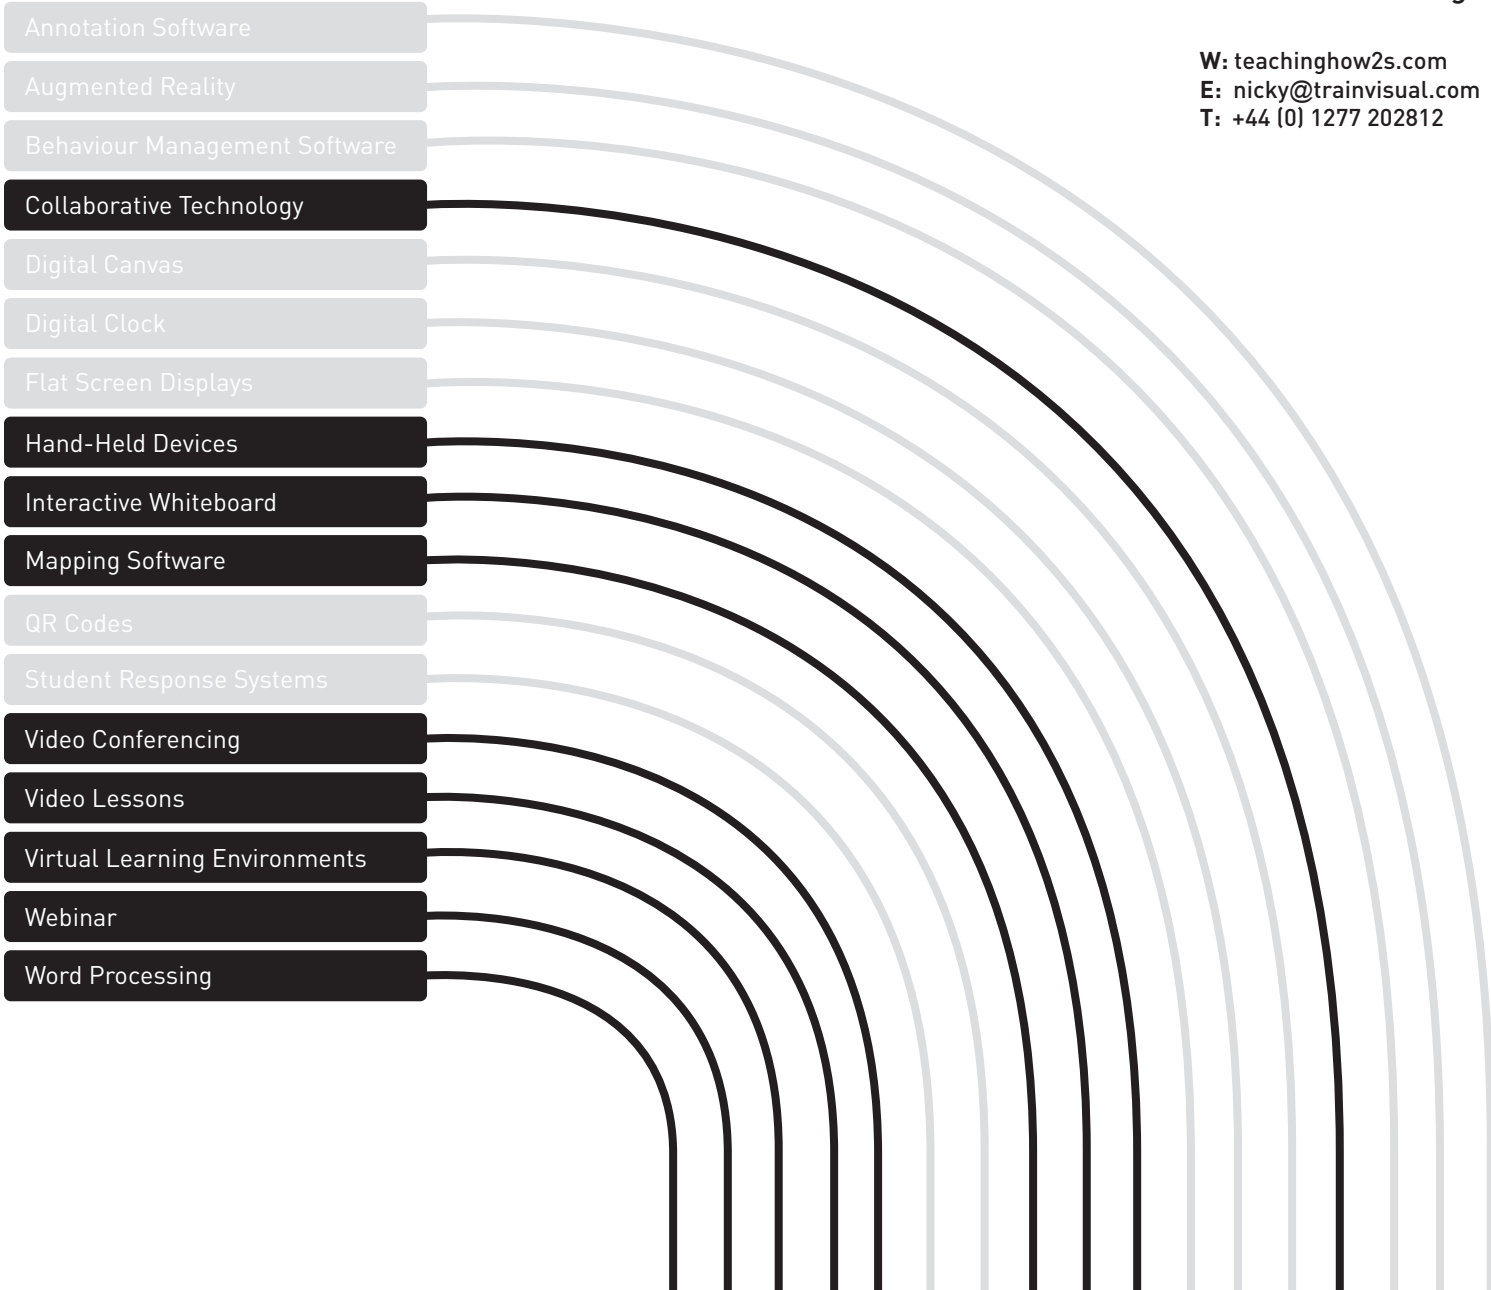 Annotation Software
Augmented Reality
Behaviour Management Software
Collaborative Technology
Digital Canvas
Digital Clock
Flat Screen Displays
Hand-Held Devices
Interactive Whiteboard
Mapping Software
QR Codes
Student Response Systems
Video Conferencing
Video Lessons
Virtual Learning Environments
Webinar
Word Processing
W: teachinghow2s.com
E: nicky@trainvisual.com
T: +44 (0) 1277 202812